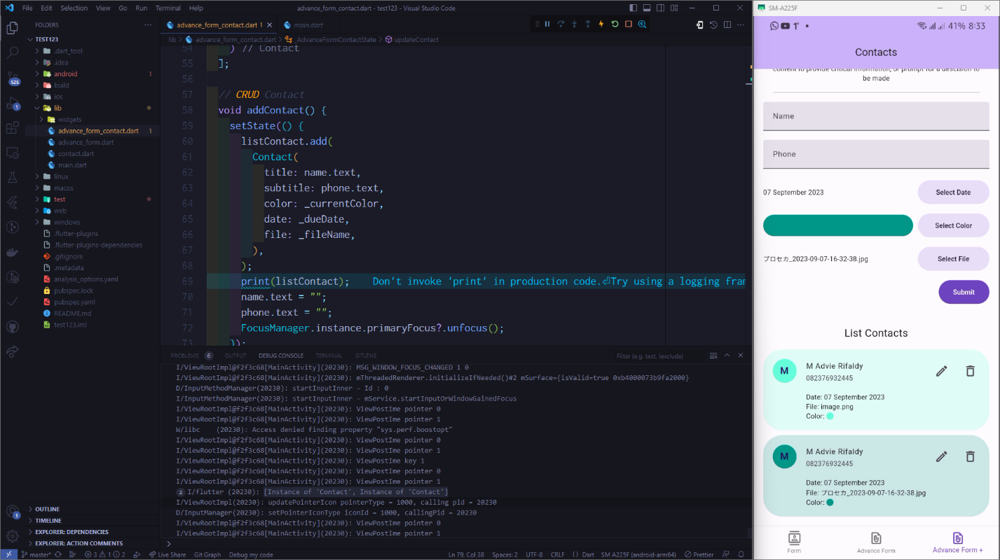 File Edit Selection View Go Run Terminal Help
advance_form_contact.dart - test123 - Visual Studio Code
FOLDERS
TEST123
.dart_tool
.idea
android 1
build
ios
lib
widgets
advance_form_contact.dart 1
advance_form.dart
contact.dart
main.dart
linux
macos
test
web
windows
.flutter-plugins
.flutter-plugins-dependencies
.gitignore
.metadata
analysis_options.yaml
pubspec.lock
pubspec.yaml
README.md
test123.iml
OUTLINE
TIMELINE
EXPLORER: DEPENDENCIES
EXPLORER: ACTION COMMENTS
525
1
1
advance_form_contact.dart 1
main.dart
lib > advance_form_contact.dart > _AdvanceFormContactState > updateContact
54 ) // Contact
55 ];
56
57 // CRUD Contact
58 void addContact() {
59 setState(() {
60 listContact.add(
61 Contact(
62 title: name.text,
63 subtitle: phone.text,
64 color: _currentColor,
65 date: _dueDate,
66 file: _fileName,
67 ),
68 );
69 print(listContact); Don't invoke 'print' in production code.⏎Try using a logging fram
70 name.text = "";
71 phone.text = "";
72 FocusManager.instance.primaryFocus?.unfocus();
73 });
PROBLEMS 6 OUTPUT DEBUG CONSOLE TERMINAL GITLENS
Filter (e.g. text, !exclude)
I/ViewRootImpl@f2f3c68[MainActivity](20230): MSG_WINDOW_FOCUS_CHANGED 1 0
I/ViewRootImpl@f2f3c68[MainActivity](20230): mThreadedRenderer.initializeIfNeeded()#2 mSurface={isValid=true 0xb4000073b9fa2000}
D/InputMethodManager(20230): startInputInner - Id : 0
I/InputMethodManager(20230): startInputInner - mService.startInputOrWindowGainedFocus
I/ViewRootImpl@f2f3c68[MainActivity](20230): ViewPostIme pointer 0
I/ViewRootImpl@f2f3c68[MainActivity](20230): ViewPostIme pointer 1
W/libc (20230): Access denied finding property "sys.perf.boostopt"
I/ViewRootImpl@f2f3c68[MainActivity](20230): ViewPostIme pointer 0
I/ViewRootImpl@f2f3c68[MainActivity](20230): ViewPostIme pointer 1
I/ViewRootImpl@f2f3c68[MainActivity](20230): ViewPostIme key 1
I/ViewRootImpl@f2f3c68[MainActivity](20230): ViewPostIme pointer 0
I/ViewRootImpl@f2f3c68[MainActivity](20230): ViewPostIme pointer 1
2 I/flutter (20230): [Instance of 'Contact', Instance of 'Contact']
I/ViewRootImpl(20230): updatePointerIcon pointerType = 1000, calling pid = 20230
D/InputManager(20230): setPointerIconType iconId = 1000, callingPid = 20230
I/ViewRootImpl@f2f3c68[MainActivity](20230): ViewPostIme pointer 0
I/ViewRootImpl@f2f3c68[MainActivity](20230): ViewPostIme pointer 1
master* 3 1 2 Live Share Git Graph Debug my code
Ln 79, Col 38 Spaces: 2 UTF-8 CRLF {} Dart SM A225F (android-arm64) Prettier
SM-A225F
41% 8:33
Contacts
content to provide critical information, or prompt for a descision to
be made
Name
Phone
07 September 2023 Select Date
Select Color
プロセカ_2023-09-07-16-32-38.jpg Select File
Submit
List Contacts
M
M Advie Rifaldy
082376932445
Date: 07 September 2023
File: image.png
Color:
M
M Advie Rifaldy
082376932445
Date: 07 September 2023
File: プロセカ_2023-09-07-16-32-38.jpg
Color:
Form Advance Form Advance Form +